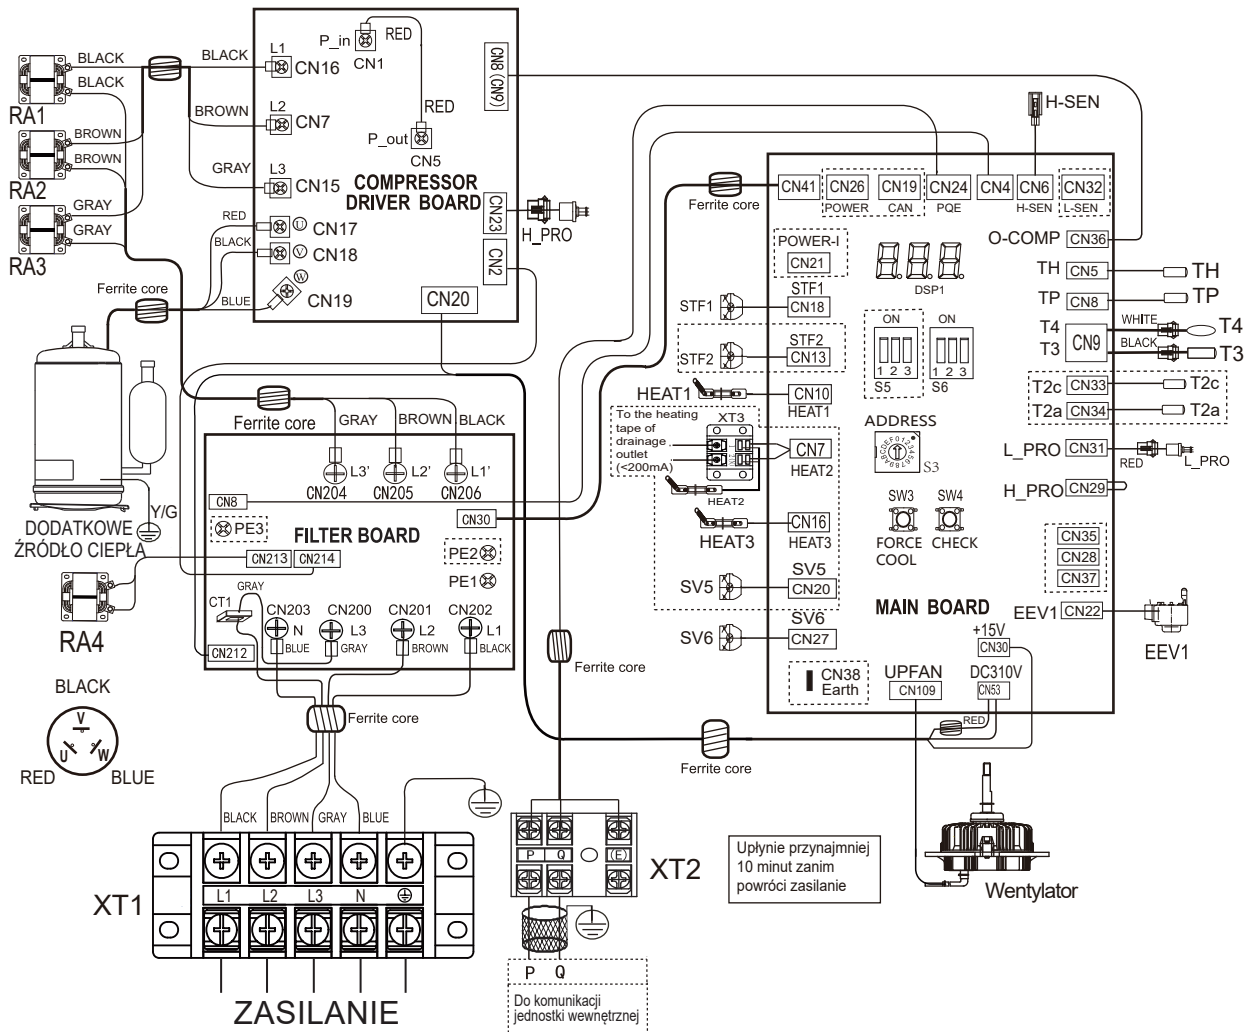 BLACK
BLACK
RA1
BROWN
BROWN
RA2
GRAY
GRAY
RA3
BLACK
BROWN
GRAY
RED
BLACK
BLUE
Ferrite core
L1
CN16
P_in
CN1
RED
RED
P_out
CN5
L2
CN7
L3
CN15
COMPRESSOR
DRIVER BOARD
U
CN17
V
CN18
W
CN19
CN8 (CN9)
CN23
CN2
CN20
H_PRO
H-SEN
Ferrite core
CN41
CN26
POWER
CN19
CAN
CN24
PQE
CN4
CN6
H-SEN
CN32
L-SEN
O-COMP
CN36
POWER-I
CN21
DSP1
TH
CN5
TH
TP
CN8
TP
STF1
STF1
CN18
T4
T3
CN9
WHITE
BLACK
T4
T3
STF2
STF2
CN13
ON
1 2 3
S5
ON
1 2 3
S6
T2c
CN33
T2c
T2a
CN34
T2a
HEAT1
CN10
HEAT1
To the heating
tape of
drainage
outlet
(<200mA)
XT3
CN7
HEAT2
HEAT2
ADDRESS
S3
L_PRO
CN31
RED
L_PRO
H_PRO
CN29
HEAT3
CN16
HEAT3
SW3
FORCE
COOL
SW4
CHECK
CN35
CN28
CN37
SV5
SV5
CN20
MAIN BOARD
EEV1
CN22
EEV1
SV6
SV6
CN27
+15V
CN30
CN38
Earth
UPFAN
CN109
DC310V
CN53
RED
Ferrite core
GRAY
BROWN
BLACK
L3'
CN204
L2'
CN205
L1'
CN206
CN8
CN30
PE3
FILTER BOARD
CN213
CN214
PE2
PE1
GRAY
CT1
CN203
N
BLUE
CN200
L3
GRAY
CN201
L2
BROWN
CN202
L1
BLACK
CN212
Y/G
DODATKOWE
ŹRÓDŁO CIEPŁA
RA4
BLACK
V
U
W
RED
BLUE
Ferrite core
Ferrite core
Ferrite core
BLACK
BROWN
GRAY
BLUE
XT1
L1
L2
L3
N
ZASILANIE
P
Q
(E)
XT2
P
Q
Do komunikacji
jednostki wewnętrznej
Upłynie przynajmniej
10 minut zanim
powróci zasilanie
Wentylator